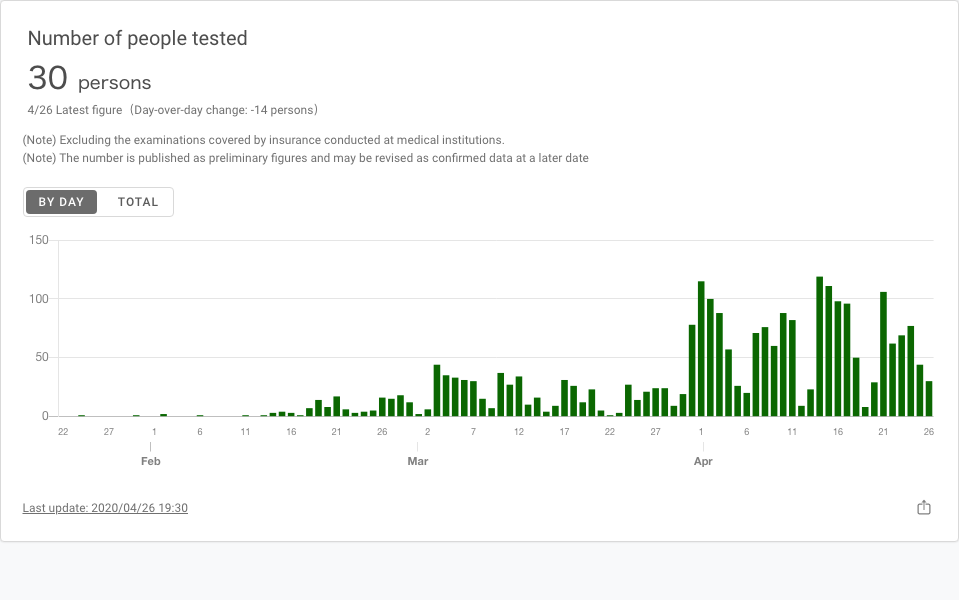 Number of people tested
30 persons
4/26 Latest figure（Day-over-day change: -14 persons）
(Note) Excluding the examinations covered by insurance conducted at medical institutions.
(Note) The number is published as preliminary figures and may be revised as confirmed data at a later date
BY DAY TOTAL
150
100
50
0
22 27 1 6 11 16 21 26 2 7 12 17 22 27 1 6 11 16 21 26
Feb Mar Apr
Last update: 2020/04/26 19:30